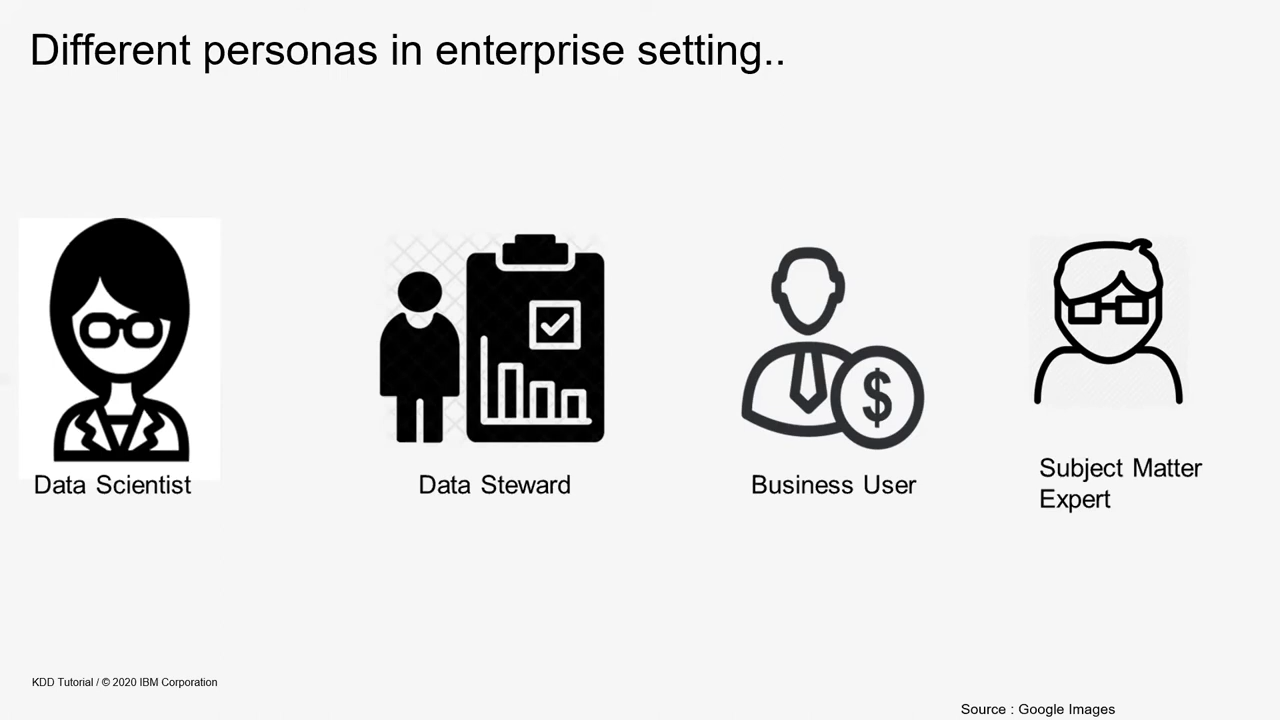 Different personas in enterprise setting..
Data Scientist
Data Steward
Business User
Subject Matter
Expert
KDD Tutorial / © 2020 IBM Corporation
Source : Google Images